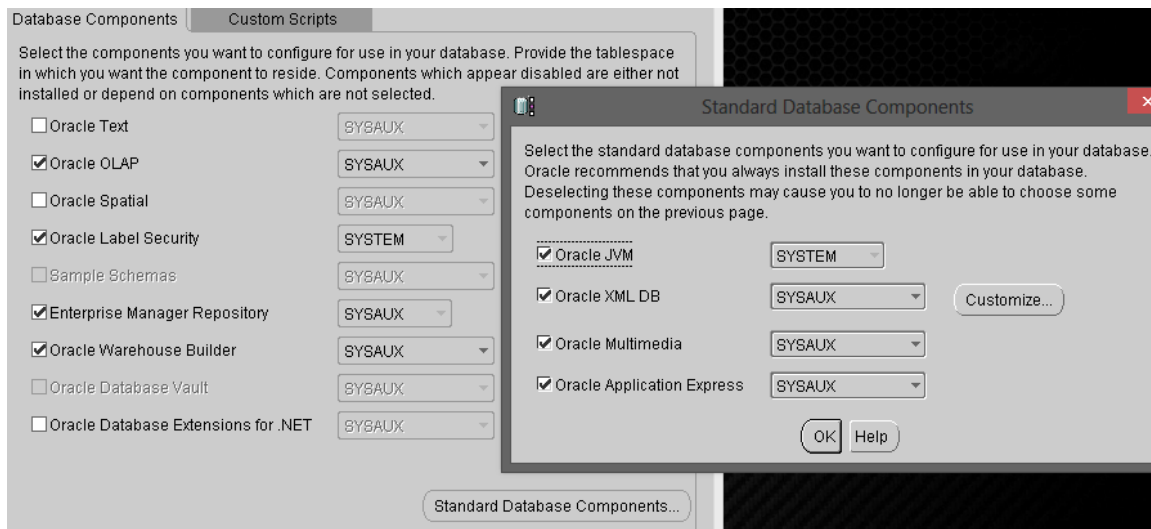 Database Components
Custom Scripts
Select the components you want to configure for use in your database. Provide the tablespace
in which you want the component to reside. Components which appear disabled are either not
installed or depend on components which are not selected.
Oracle Text SYSAUX
Oracle OLAP SYSAUX
Oracle Spatial SYSAUX
Oracle Label Security SYSTEM
Sample Schemas SYSAUX
Enterprise Manager Repository SYSAUX
Oracle Warehouse Builder SYSAUX
Oracle Database Vault SYSAUX
Oracle Database Extensions for .NET SYSAUX
Standard Database Components...
Standard Database Components
Select the standard database components you want to configure for use in your database.
Oracle recommends that you always install these components in your database.
Deselecting these components may cause you to no longer be able to choose some
components on the previous page.
Oracle JVM SYSTEM
Oracle XML DB SYSAUX Customize...
Oracle Multimedia SYSAUX
Oracle Application Express SYSAUX
OK Help